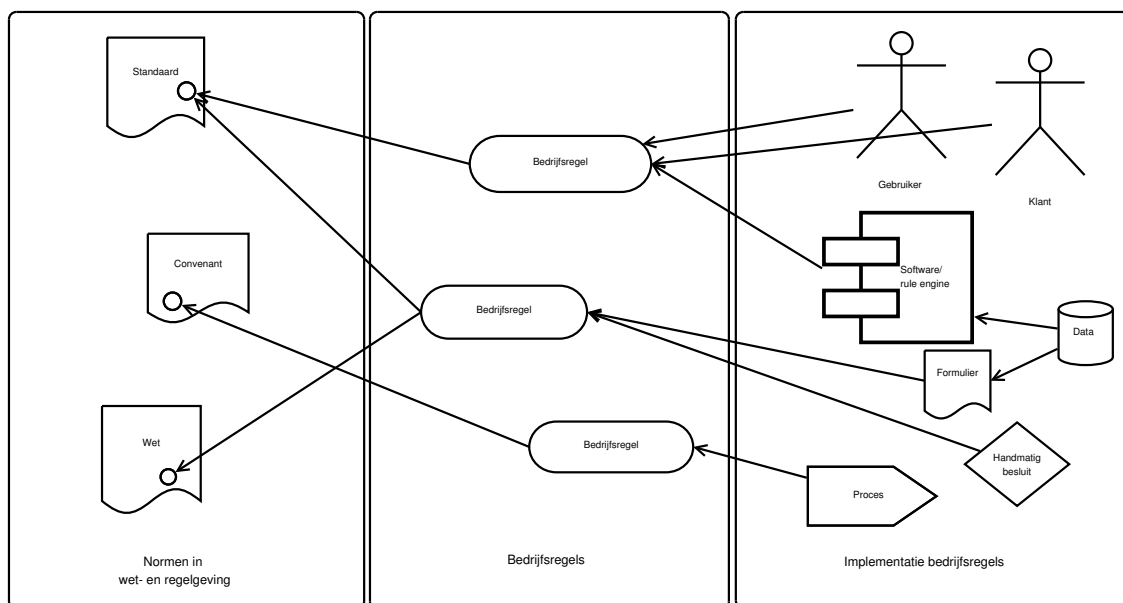 Standaard
Convenant
Wet
Normen in
wet- en regelgeving
Bedrijfsregel
Bedrijfsregel
Bedrijfsregel
Bedrijfsregels
Gebruiker
Klant
Software/
rule engine
Data
Formulier
Handmatig
besluit
Proces
Implementatie bedrijfsregels